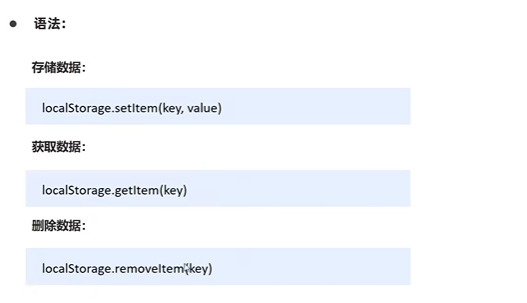 语法：
存储数据：
localStorage.setItem(key, value)
获取数据：
localStorage.getItem(key)
删除数据：
localStorage.removeItem(key)